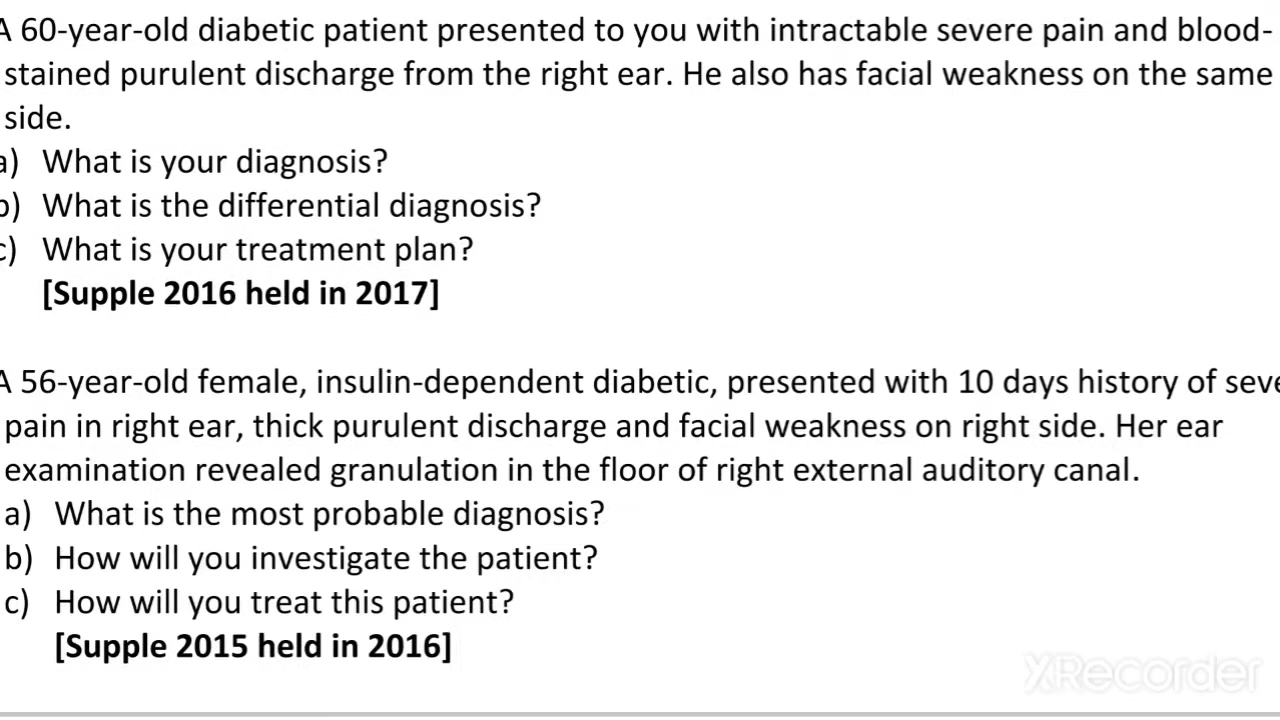 A 60-year-old diabetic patient presented to you with intractable severe pain and blood-
stained purulent discharge from the right ear. He also has facial weakness on the same
side.
a) What is your diagnosis?
b) What is the differential diagnosis?
c) What is your treatment plan?
[Supple 2016 held in 2017]
A 56-year-old female, insulin-dependent diabetic, presented with 10 days history of seve
pain in right ear, thick purulent discharge and facial weakness on right side. Her ear
examination revealed granulation in the floor of right external auditory canal.
a) What is the most probable diagnosis?
b) How will you investigate the patient?
c) How will you treat this patient?
[Supple 2015 held in 2016]
XRecorder